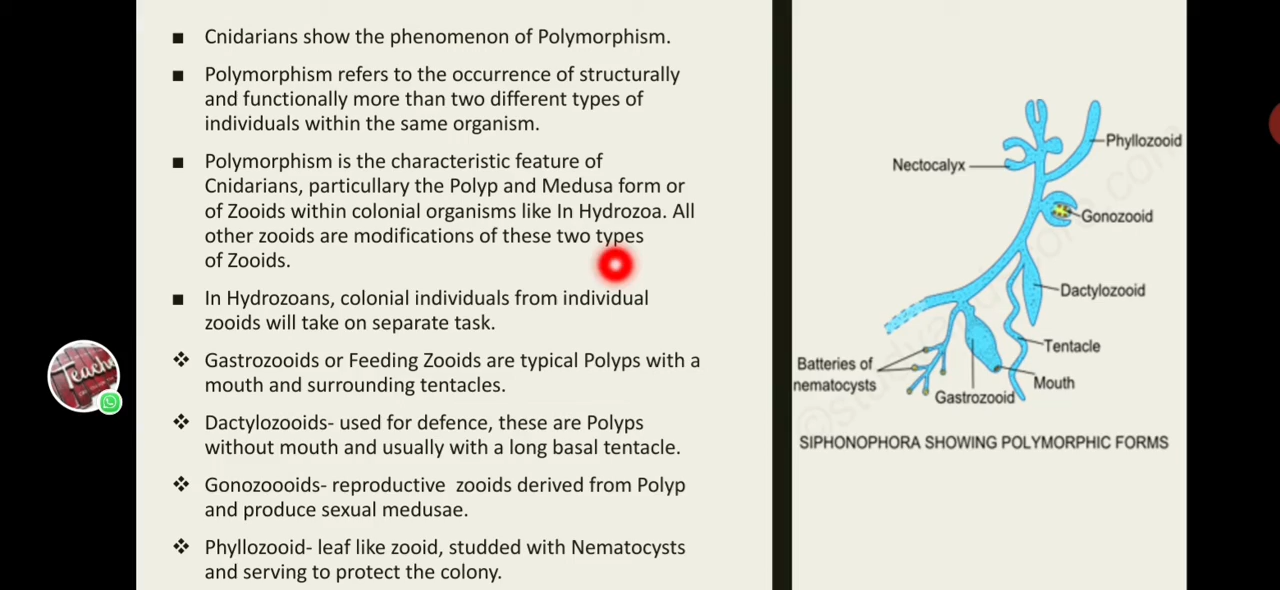 ■ Cnidarians show the phenomenon of Polymorphism.
■ Polymorphism refers to the occurrence of structurally
and functionally more than two different types of
individuals within the same organism.
■ Polymorphism is the characteristic feature of
Cnidarians, particullary the Polyp and Medusa form or
of Zooids within colonial organisms like In Hydrozoa. All
other zooids are modifications of these two types
of Zooids.
■ In Hydrozoans, colonial individuals from individual
zooids will take on separate task.
❖ Gastrozooids or Feeding Zooids are typical Polyps with a
mouth and surrounding tentacles.
❖ Dactylozooids- used for defence, these are Polyps
without mouth and usually with a long basal tentacle.
❖ Gonozoooids- reproductive zooids derived from Polyp
and produce sexual medusae.
❖ Phyllozooid- leaf like zooid, studded with Nematocysts
and serving to protect the colony.
Teach
Phyllozooid
Nectocalyx
Gonozooid
Dactylozooid
Tentacle
Batteries of
nematocysts
Mouth
Gastrozooid
SIPHONOPHORA SHOWING POLYMORPHIC FORMS